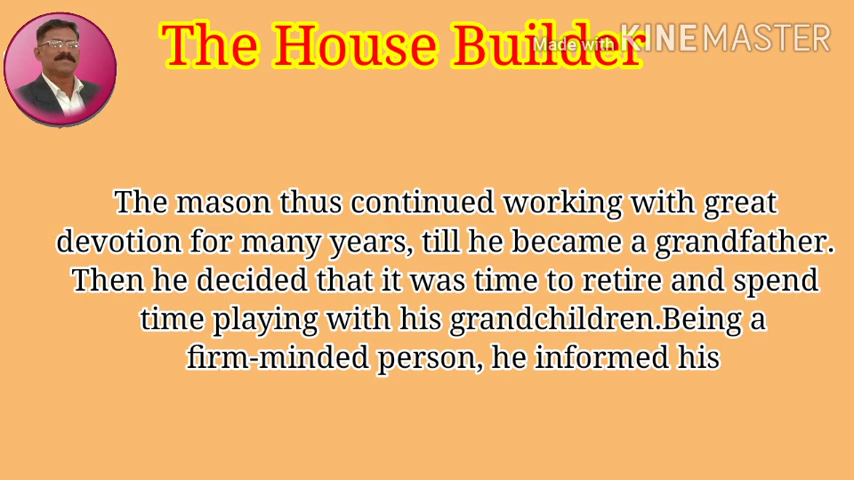 The House Builder
Made with KINEMASTER
The mason thus continued working with great
devotion for many years, till he became a grandfather.
Then he decided that it was time to retire and spend
time playing with his grandchildren.Being a
firm-minded person, he informed his